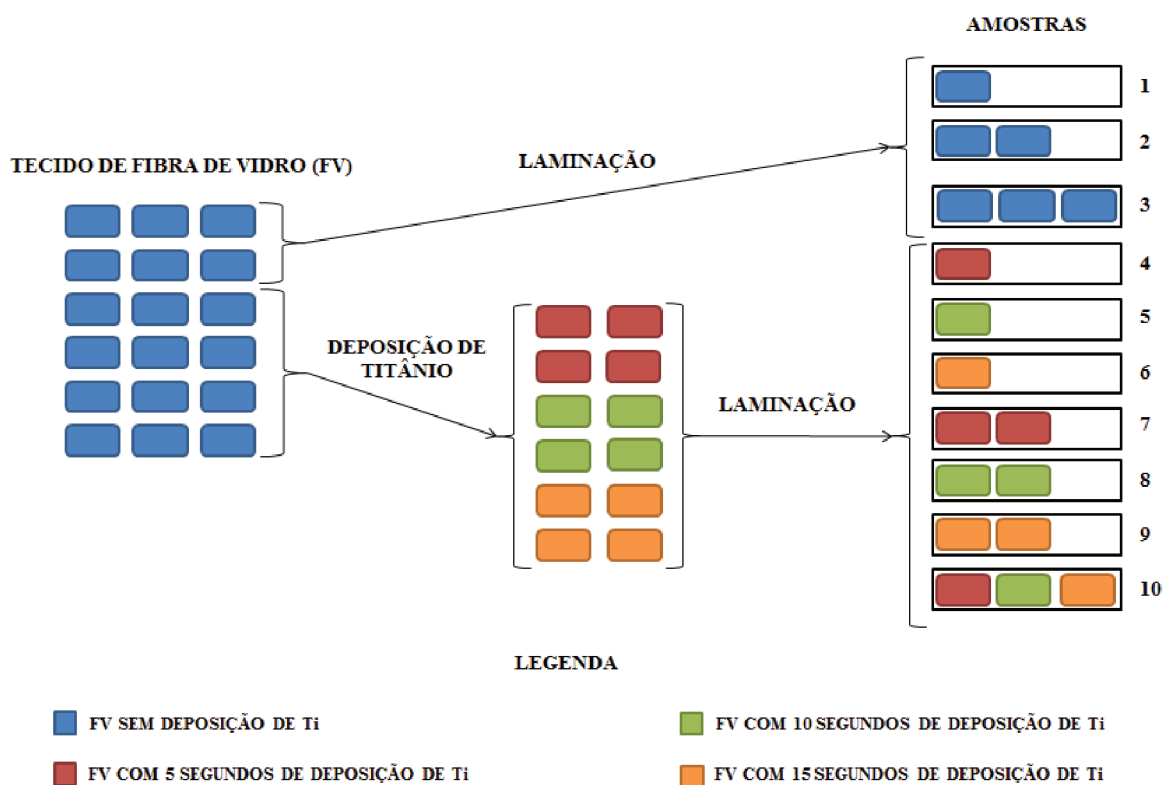 AMOSTRAS
1
2
TECIDO DE FIBRA DE VIDRO (FV)
LAMINAÇÃO
3
4
5
DEPOSIÇÃO DE
TITÂNIO
6
LAMINAÇÃO
7
8
9
10
LEGENDA
FV SEM DEPOSIÇÃO DE Ti
FV COM 10 SEGUNDOS DE DEPOSIÇÃO DE Ti
FV COM 5 SEGUNDOS DE DEPOSIÇÃO DE Ti
FV COM 15 SEGUNDOS DE DEPOSIÇÃO DE Ti